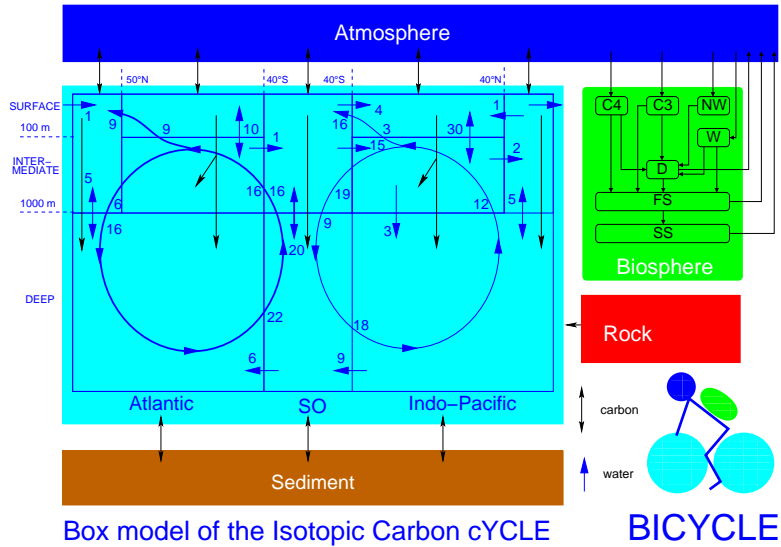 Atmosphere
50°N
40°S
40°S
40°N
SURFACE
1
9
9
10
1
4
16
3
15
30
1
2
100 m
INTER–
MEDIATE
5
6
16
16
19
12
5
1000 m
16
20
9
3
DEEP
22
18
6
9
Atlantic
SO
Indo–Pacific
C4
C3
NW
W
D
FS
SS
Biosphere
Rock
carbon
water
Sediment
Box model of the Isotopic Carbon cYCLE
BICYCLE